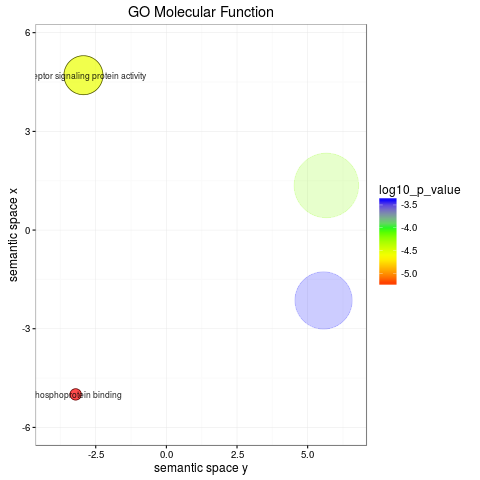 GO Molecular Function
6
3
0
-3
-6
semantic space x
eptor signaling protein activity
hosphoprotein binding
-2.5 0.0 2.5 5.0
semantic space y
log10_p_value
-3.5
-4.0
-4.5
-5.0